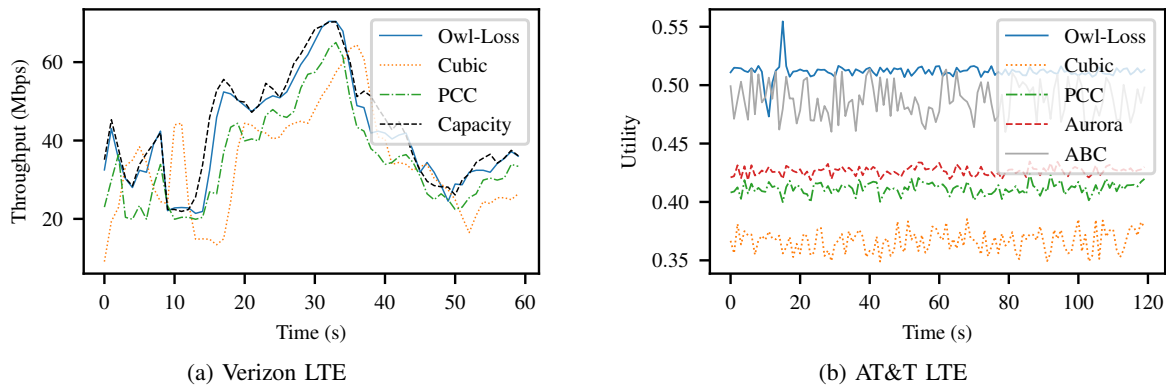 Throughput (Mbps)
60
40
20
0
10
20
30
40
50
60
Time (s)
Owl-Loss
Cubic
PCC
Capacity
(a) Verizon LTE
Utility
0.55
0.50
0.45
0.40
0.35
0
20
40
60
80
100
120
Time (s)
Owl-Loss
Cubic
PCC
Aurora
ABC
(b) AT&T LTE